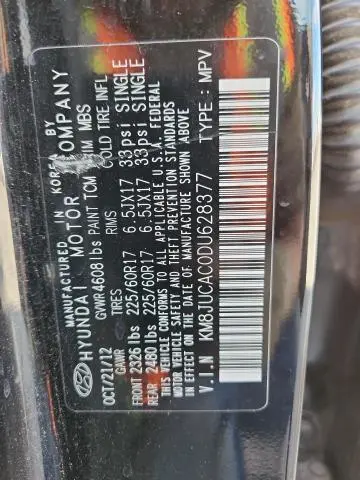 MANUFACTURED IN KOREA BY
HYUNDAI MOTOR COMPANY
OCT/21/12 GVWR 4608 lbs PAINT TCM TRIM MBS
GAWR TIRES RIMS COLD TIRE INFL
FRONT 2326 lbs 225/60R17 6.5JX17 33psi SINGLE
REAR 2480 lbs 225/60R17 6.5JX17 33psi SINGLE
THIS VEHICLE CONFORMS TO ALL APPLICABLE U.S.A. FEDERAL
MOTOR VEHICLE SAFETY AND THEFT PREVENTION STANDARDS
IN EFFECT ON THE DATE OF MANUFACTURE SHOWN ABOVE.
V.I.N KM8JUCAC0DU628377 TYPE : MPV